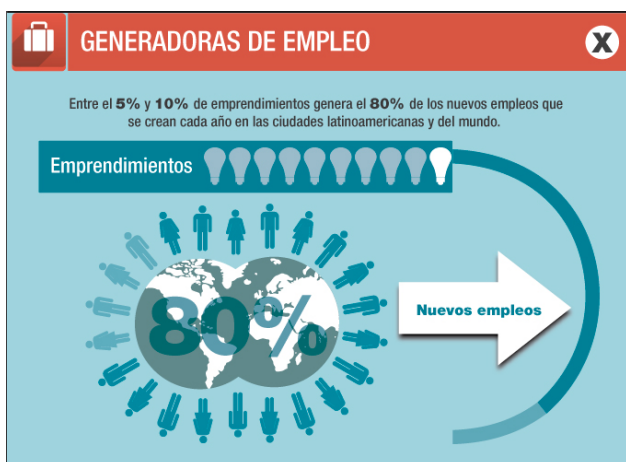 GENERADORAS DE EMPLEO
X
Entre el 5% y 10% de emprendimientos genera el 80% de los nuevos empleos que
se crean cada año en las ciudades latinoamericanas y del mundo.
Emprendimientos
80%
Nuevos empleos